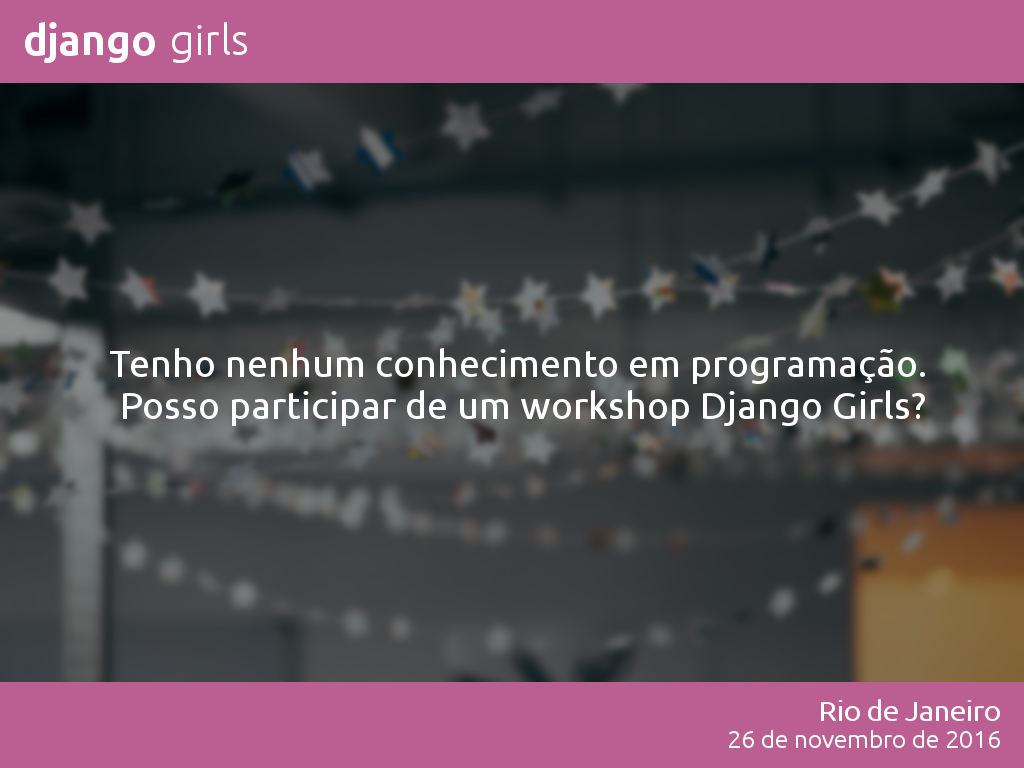 django girls
Tenho nenhum conhecimento em programação.
Posso participar de um workshop Django Girls?
Rio de Janeiro
26 de novembro de 2016